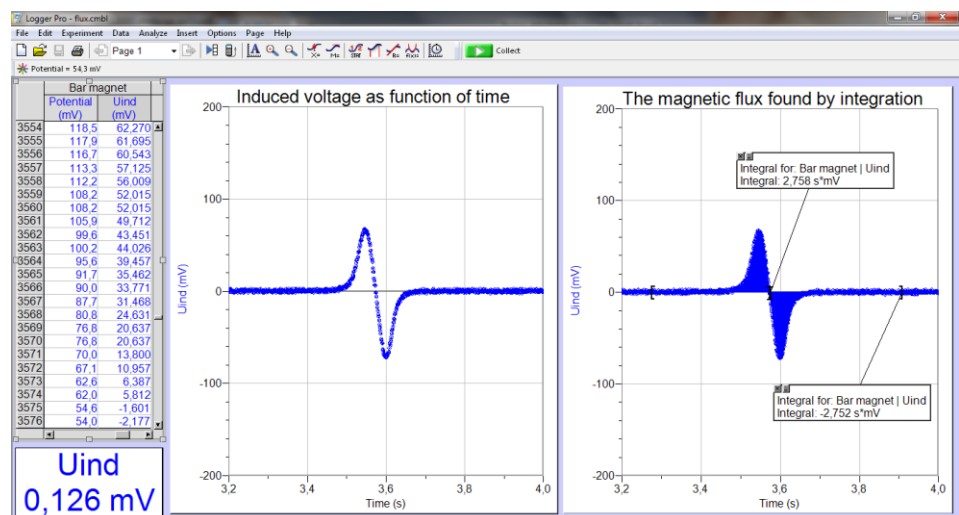 Logger Pro - flux.cmbl
File Edit Experiment Data Analyze Insert Options Page Help
Page 1
Collect
Potential = 54,3 mV
Bar magnet
Potential Uind
(mV) (mV)
3554 118,5 62,270
3555 117,9 61,695
3556 116,7 60,543
3557 113,3 57,125
3558 112,2 56,009
3559 108,2 52,015
3560 108,2 52,015
3561 105,9 49,712
3562 99,6 43,451
3563 100,2 44,026
3564 95,6 39,457
3565 91,7 35,462
3566 90,0 33,771
3567 87,7 31,468
3568 80,8 24,631
3569 76,8 20,637
3570 76,8 20,637
3571 70,0 13,800
3572 67,1 10,957
3573 62,6 6,387
3574 62,0 5,812
3575 54,6 -1,601
3576 54,0 -2,177
Uind
0,126 mV
Induced voltage as function of time
200
100
0
-100
-200
Uind (mV)
3,2 3,4 3,6 3,8 4,0
Time (s)
The magnetic flux found by integration
200
100
0
-100
-200
Uind (mV)
Integral for: Bar magnet | Uind
Integral: 2,758 s*mV
Integral for: Bar magnet | Uind
Integral: -2,752 s*mV
3,2 3,4 3,6 3,8 4,0
Time (s)